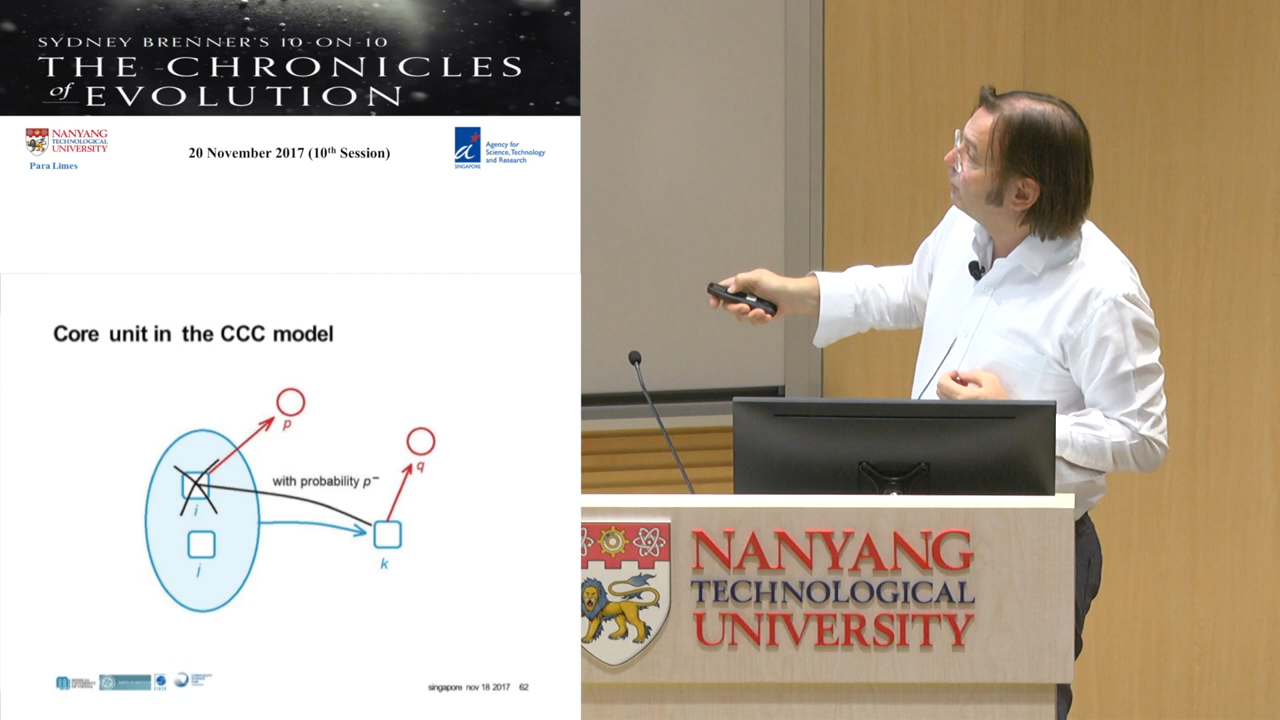 SYDNEY BRENNER'S 10-ON-10
THE CHRONICLES
of EVOLUTION
NANYANG
TECHNOLOGICAL
UNIVERSITY
Para Limes
20 November 2017 (10th Session)
SINGAPORE
Agency for
Science, Technology
and Research
Core unit in the CCC model
p
q
with probability p⁻
i
j
k
singapore nov 18 2017 62
NANYANG
TECHNOLOGICAL
UNIVERSITY